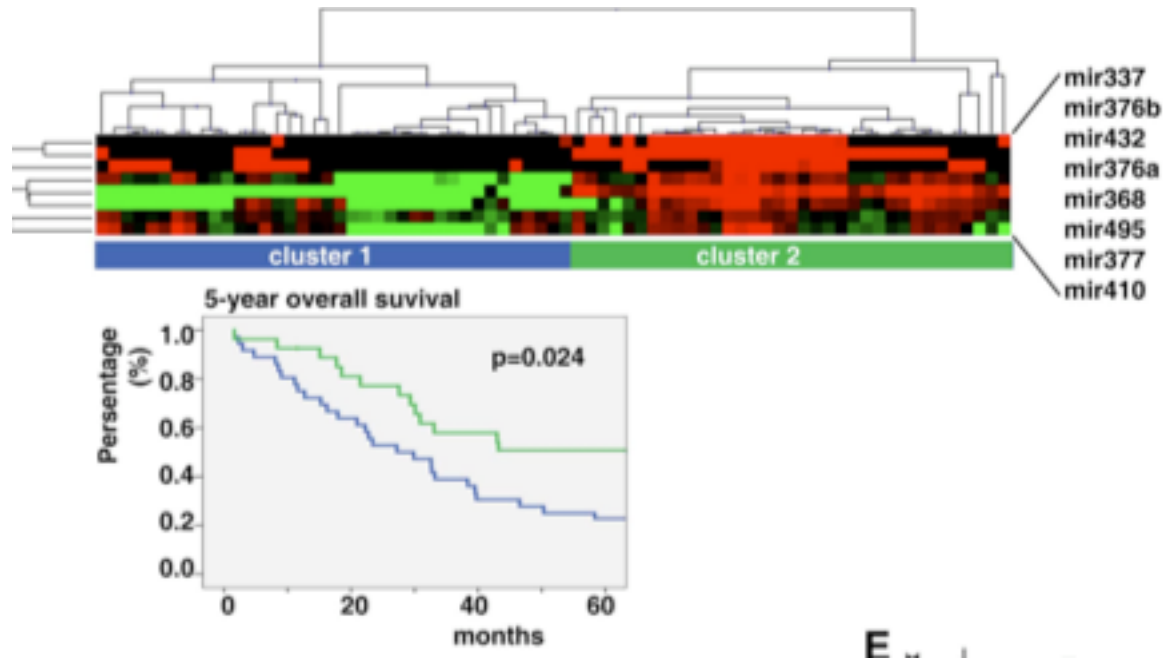 mir337
mir376b
mir432
mir376a
mir368
mir495
mir377
mir410
cluster 1
cluster 2
5-year overall suvival
Persentage
(%)
p=0.024
1.0
0.8
0.6
0.4
0.2
0.0
0
20
40
60
months
E